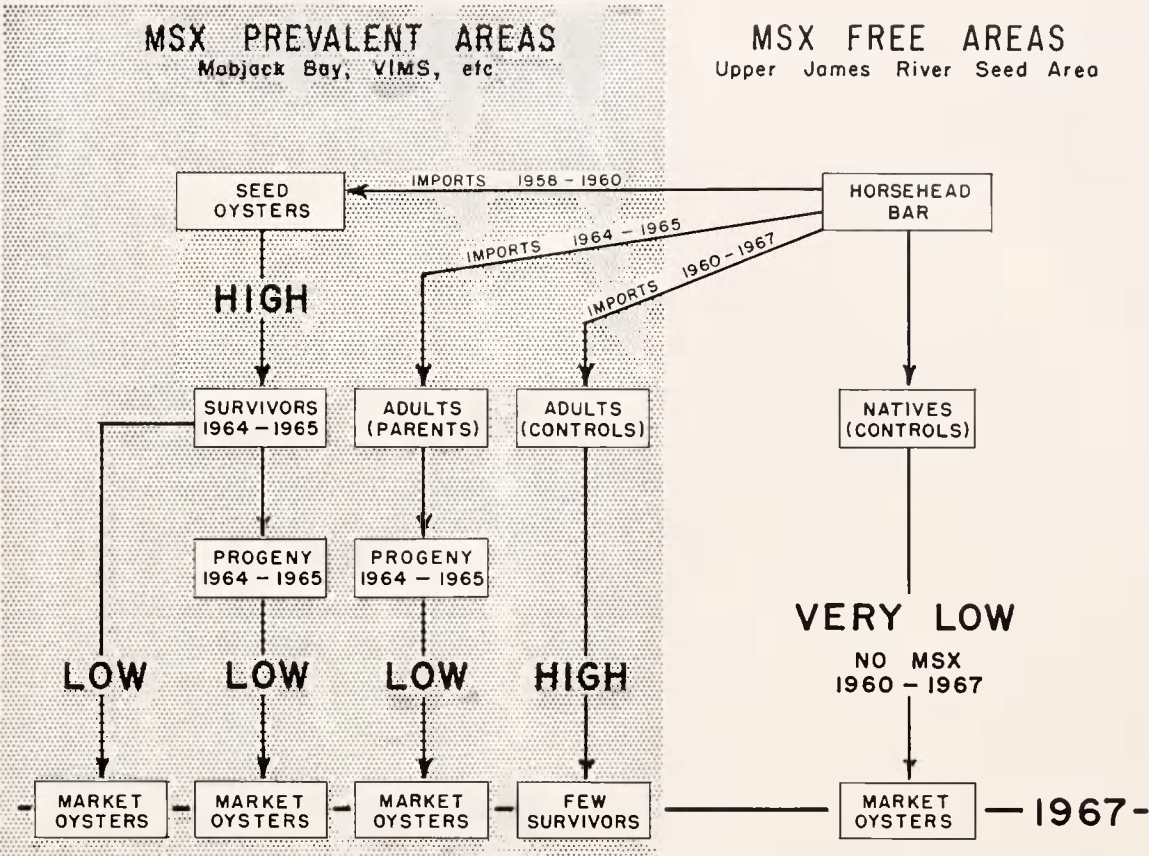 MSX PREVALENT AREAS
Mobjack Bay, VIMS, etc
MSX FREE AREAS
Upper James River Seed Area
SEED
OYSTERS
IMPORTS 1958 - 1960
HORSEHEAD
BAR
IMPORTS 1964 - 1965
IMPORTS 1960 - 1967
HIGH
SURVIVORS
1964 - 1965
ADULTS
(PARENTS)
ADULTS
(CONTROLS)
NATIVES
(CONTROLS)
PROGENY
1964 - 1965
PROGENY
1964 - 1965
LOW
LOW
LOW
HIGH
VERY LOW
NO MSX
1960 - 1967
MARKET
OYSTERS
MARKET
OYSTERS
MARKET
OYSTERS
FEW
SURVIVORS
MARKET
OYSTERS
1967